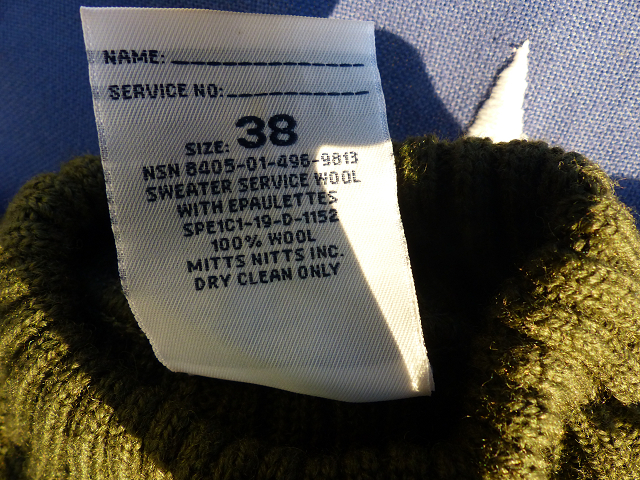 NAME:
SERVICE NO:
SIZE: 38
NSN 8405-01-496-9813
SWEATER SERVICE WOOL
WITH EPAULETTES
SPE1C1-19-D-1152
100% WOOL
MITTS NITTS INC.
DRY CLEAN ONLY